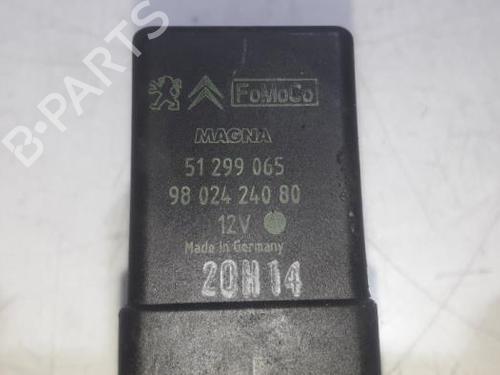 B-PARTS
FoMoCo
MAGNA
51 299 065
98 024 240 80
12V
Made in Germany
20H14